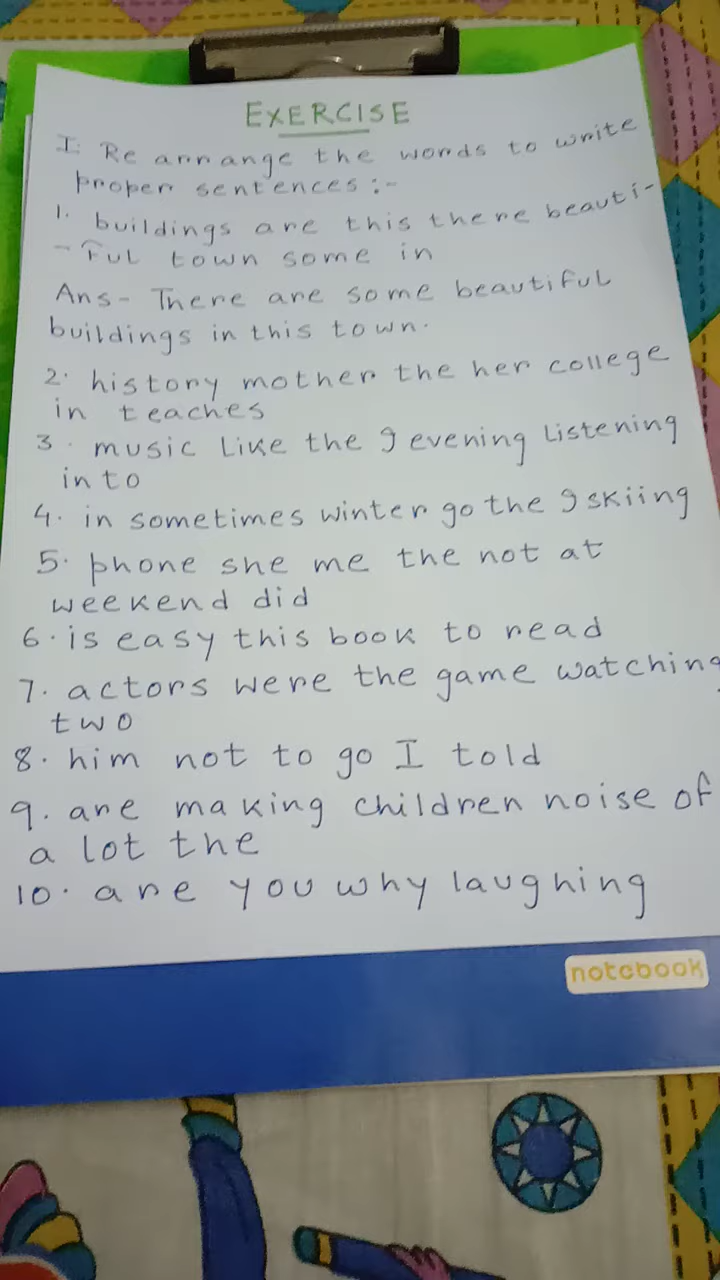 EXERCISE
I. Re arrange the words to write
proper sentences :-
1. buildings are this there beauti-
-ful town some in
Ans- There are some beautiful
buildings in this town.
2. history mother the her college
in teaches
3. music like the I evening listening
in to
4. in sometimes winter go the I skiing
5. phone she me the not at
weekend did
6. is easy this book to read
7. actors were the game watching
two
8. him not to go I told
9. are making children noise of
a lot the
10. are you why laughing
notebook